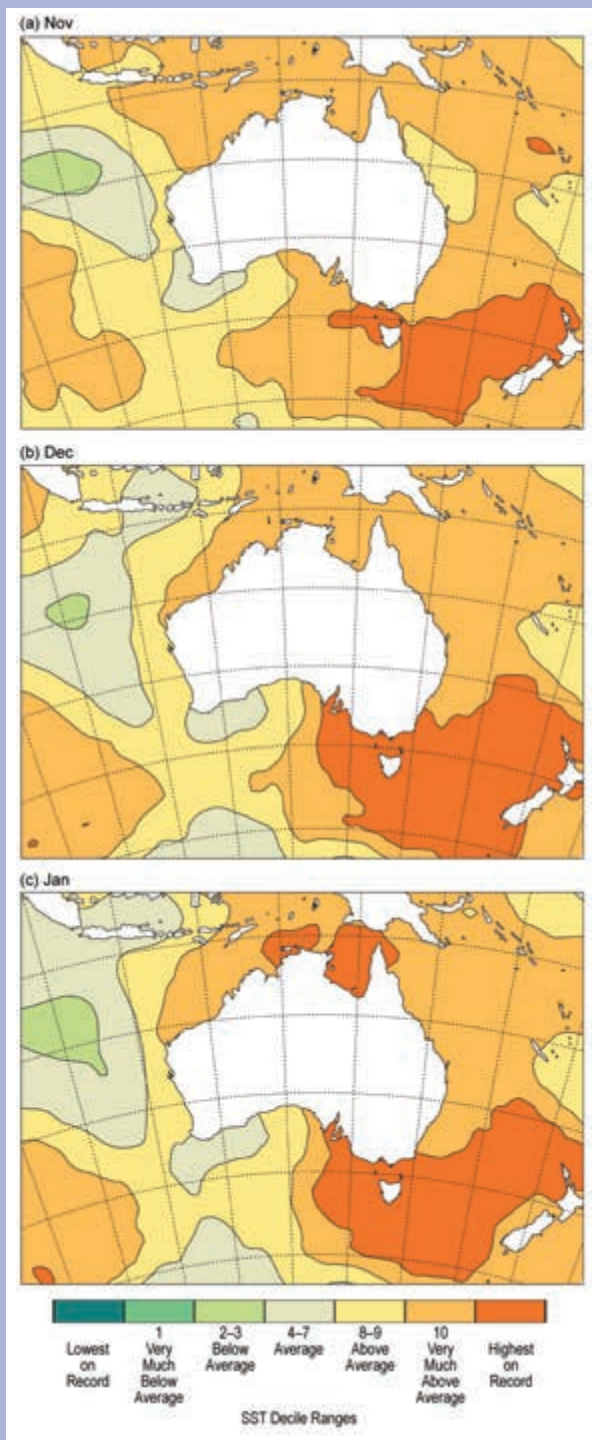 (a) Nov
(b) Dec
(c) Jan
1 2–3 4–7 8–9 10
Lowest on Record
Very Much Below Average
Below Average
Average
Above Average
Very Much Above Average
Highest on Record
SST Decile Ranges